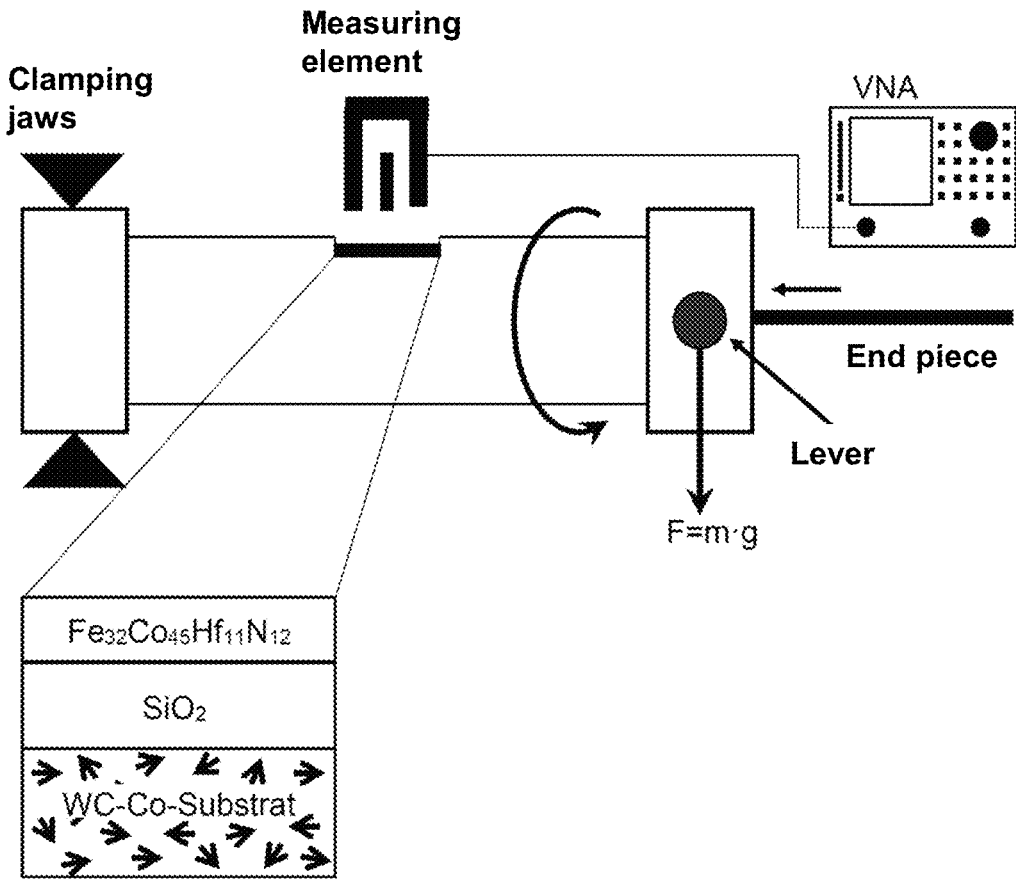 Measuring
element
Clamping
jaws
VNA
End piece
Lever
F=m·g
Fe₃₂Co₄₅Hf₁₁N₁₂
SiO₂
WC-Co-Substrat